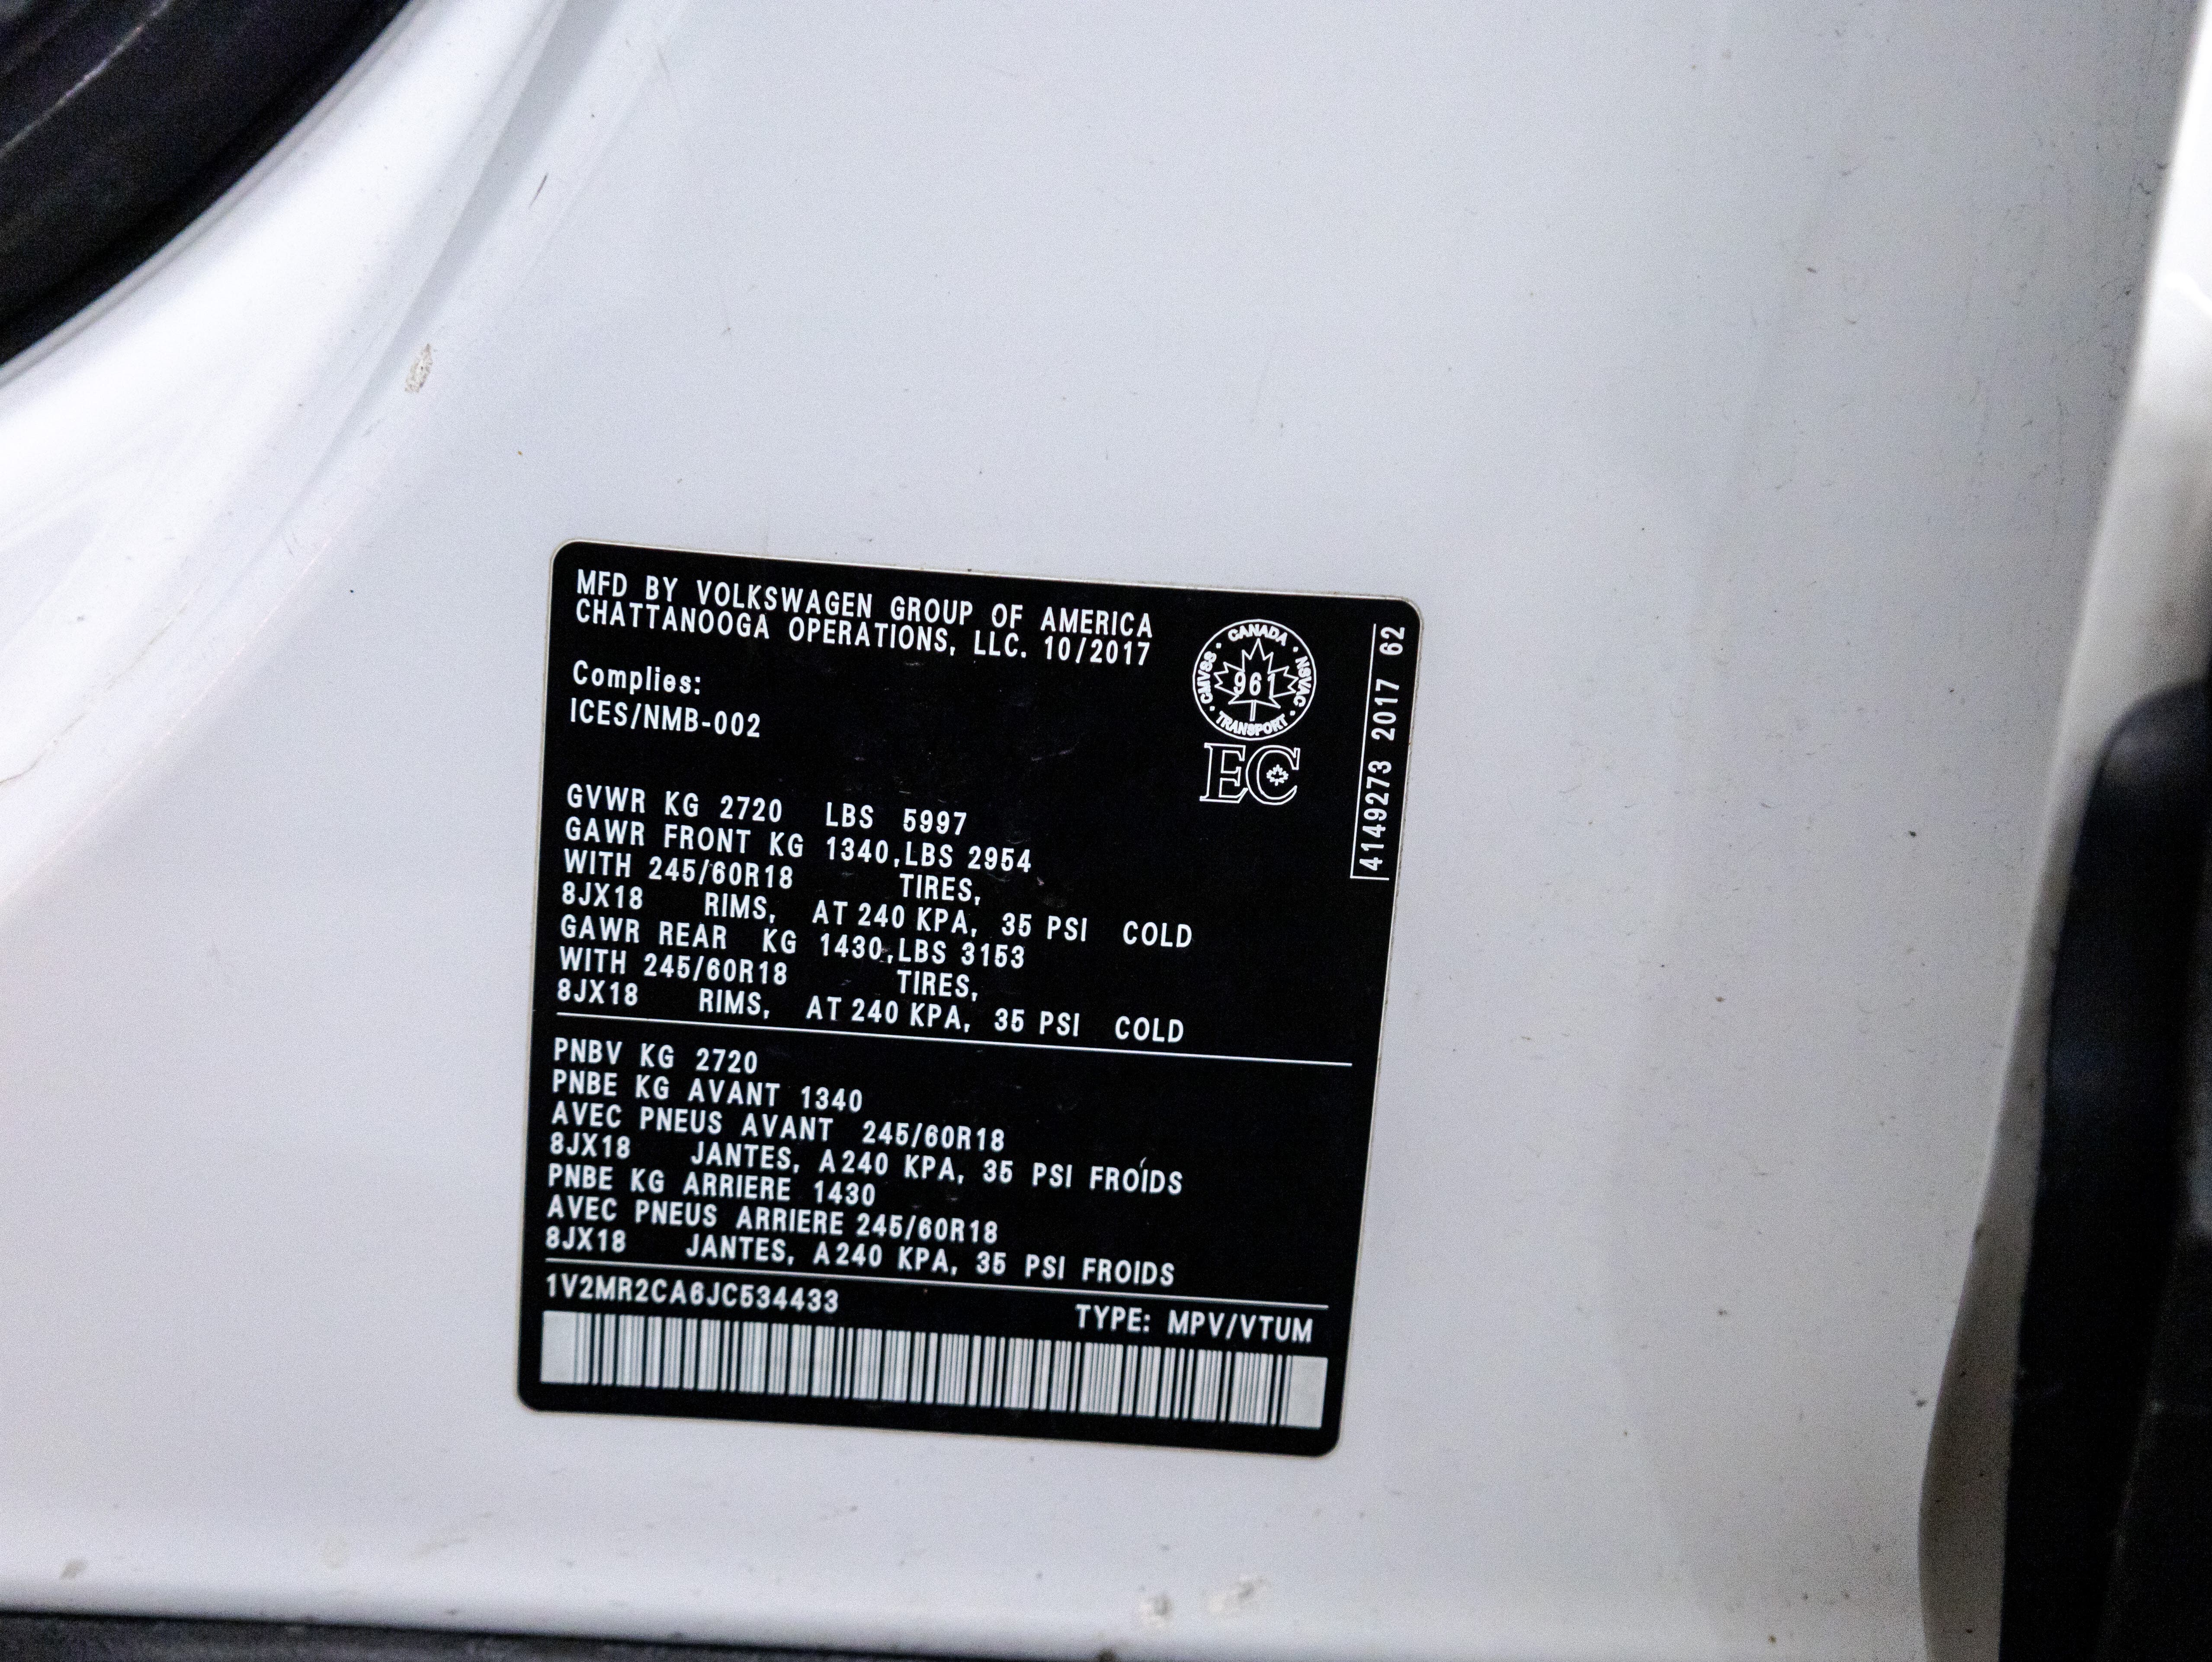 MFD BY VOLKSWAGEN GROUP OF AMERICA
CHATTANOOGA OPERATIONS, LLC. 10/2017
Complies:
ICES/NMB-002
CANADA
CMVSS
961
NSVAC
TRANSPORT
EC
4149273 2017 62
GVWR KG 2720 LBS 5997
GAWR FRONT KG 1340, LBS 2954
WITH 245/60R18 TIRES,
8JX18 RIMS, AT 240 KPA, 35 PSI COLD
GAWR REAR KG 1430, LBS 3153
WITH 245/60R18 TIRES,
8JX18 RIMS, AT 240 KPA, 35 PSI COLD
PNBV KG 2720
PNBE KG AVANT 1340
AVEC PNEUS AVANT 245/60R18
8JX18 JANTES, A 240 KPA, 35 PSI FROIDS
PNBE KG ARRIERE 1430
AVEC PNEUS ARRIERE 245/60R18
8JX18 JANTES, A 240 KPA, 35 PSI FROIDS
1V2MR2CA6JC534433
TYPE: MPV/VTUM